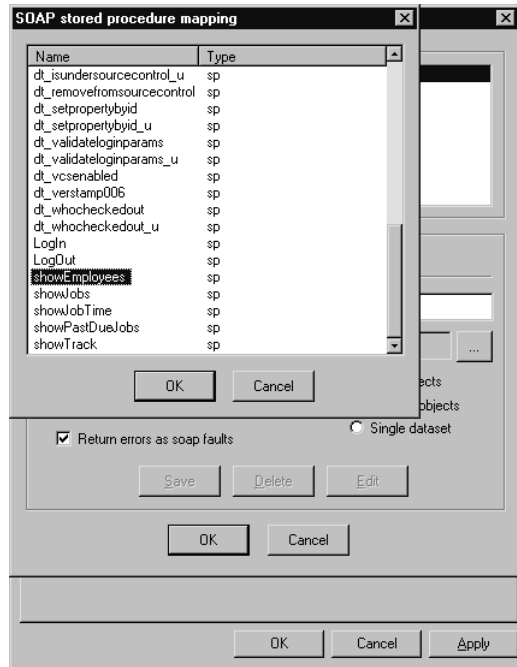 SOAP stored procedure mapping
Name Type
dt_isundersourcecontrol_u sp
dt_removefromsourcecontrol sp
dt_setpropertybyid sp
dt_setpropertybyid_u sp
dt_validateloginparams sp
dt_validateloginparams_u sp
dt_vcsenabled sp
dt_verstamp006 sp
dt_whocheckedout sp
dt_whocheckedout_u sp
LogIn sp
LogOut sp
showEmployees sp
showJobs sp
showJobTime sp
showPastDueJobs sp
showTrack sp
...
OK Cancel
ects
objects
Single dataset
Return errors as soap faults
Save Delete Edit
OK Cancel
OK Cancel Apply